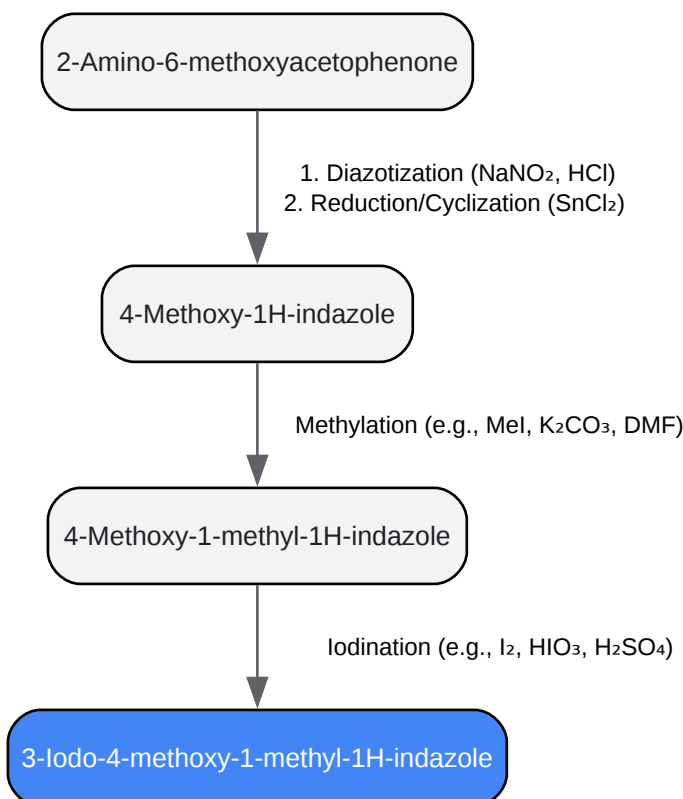 2-Amino-6-methoxyacetophenone
1. Diazotization (NaNO₂, HCl)
2. Reduction/Cyclization (SnCl₂)
4-Methoxy-1H-indazole
Methylation (e.g., MeI, K₂CO₃, DMF)
4-Methoxy-1-methyl-1H-indazole
Iodination (e.g., I₂, HIO₃, H₂SO₄)
3-Iodo-4-methoxy-1-methyl-1H-indazole